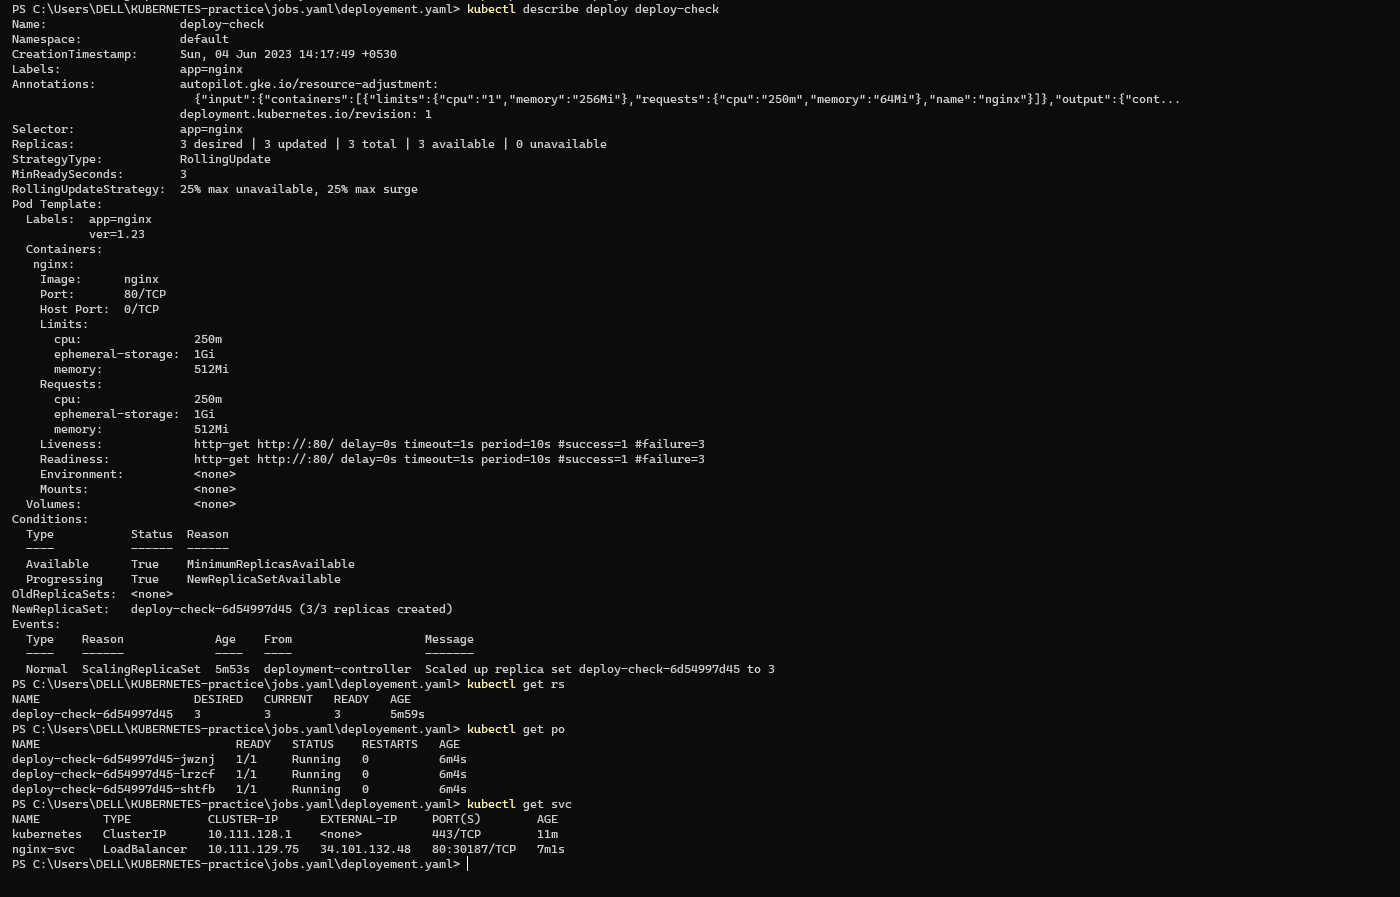 PS C:\Users\DELL\KUBERNETES-practice\jobs.yaml\deployement.yaml> kubectl describe deploy deploy-check
Name:                   deploy-check
Namespace:              default
CreationTimestamp:      Sun, 04 Jun 2023 14:17:49 +0530
Labels:                 app=nginx
Annotations:            autopilot.gke.io/resource-adjustment:
                          {"input":{"containers":[{"limits":{"cpu":"1","memory":"256Mi"},"requests":{"cpu":"250m","memory":"64Mi"},"name":"nginx"}]},"output":{"cont...
                        deployment.kubernetes.io/revision: 1
Selector:               app=nginx
Replicas:               3 desired | 3 updated | 3 total | 3 available | 0 unavailable
StrategyType:           RollingUpdate
MinReadySeconds:        3
RollingUpdateStrategy:  25% max unavailable, 25% max surge
Pod Template:
  Labels:  app=nginx
           ver=1.23
  Containers:
   nginx:
    Image:      nginx
    Port:       80/TCP
    Host Port:  0/TCP
    Limits:
      cpu:                250m
      ephemeral-storage:  1Gi
      memory:             512Mi
    Requests:
      cpu:                250m
      ephemeral-storage:  1Gi
      memory:             512Mi
    Liveness:             http-get http://:80/ delay=0s timeout=1s period=10s #success=1 #failure=3
    Readiness:            http-get http://:80/ delay=0s timeout=1s period=10s #success=1 #failure=3
    Environment:          <none>
    Mounts:               <none>
  Volumes:                <none>
Conditions:
  Type           Status  Reason
  ----           ------  ------
  Available      True    MinimumReplicasAvailable
  Progressing    True    NewReplicaSetAvailable
OldReplicaSets:  <none>
NewReplicaSet:   deploy-check-6d54997d45 (3/3 replicas created)
Events:
  Type    Reason             Age    From                   Message
  ----    ------             ----   ----                   -------
  Normal  ScalingReplicaSet  5m53s  deployment-controller  Scaled up replica set deploy-check-6d54997d45 to 3
PS C:\Users\DELL\KUBERNETES-practice\jobs.yaml\deployement.yaml> kubectl get rs
NAME                      DESIRED   CURRENT   READY   AGE
deploy-check-6d54997d45   3         3         3       5m59s
PS C:\Users\DELL\KUBERNETES-practice\jobs.yaml\deployement.yaml> kubectl get po
NAME                            READY   STATUS    RESTARTS   AGE
deploy-check-6d54997d45-jwznj   1/1     Running   0          6m4s
deploy-check-6d54997d45-lrzcf   1/1     Running   0          6m4s
deploy-check-6d54997d45-shtfb   1/1     Running   0          6m4s
PS C:\Users\DELL\KUBERNETES-practice\jobs.yaml\deployement.yaml> kubectl get svc
NAME         TYPE           CLUSTER-IP      EXTERNAL-IP     PORT(S)        AGE
kubernetes   ClusterIP      10.111.128.1    <none>          443/TCP        11m
nginx-svc    LoadBalancer   10.111.129.75   34.101.132.48   80:30187/TCP   7m1s
PS C:\Users\DELL\KUBERNETES-practice\jobs.yaml\deployement.yaml>